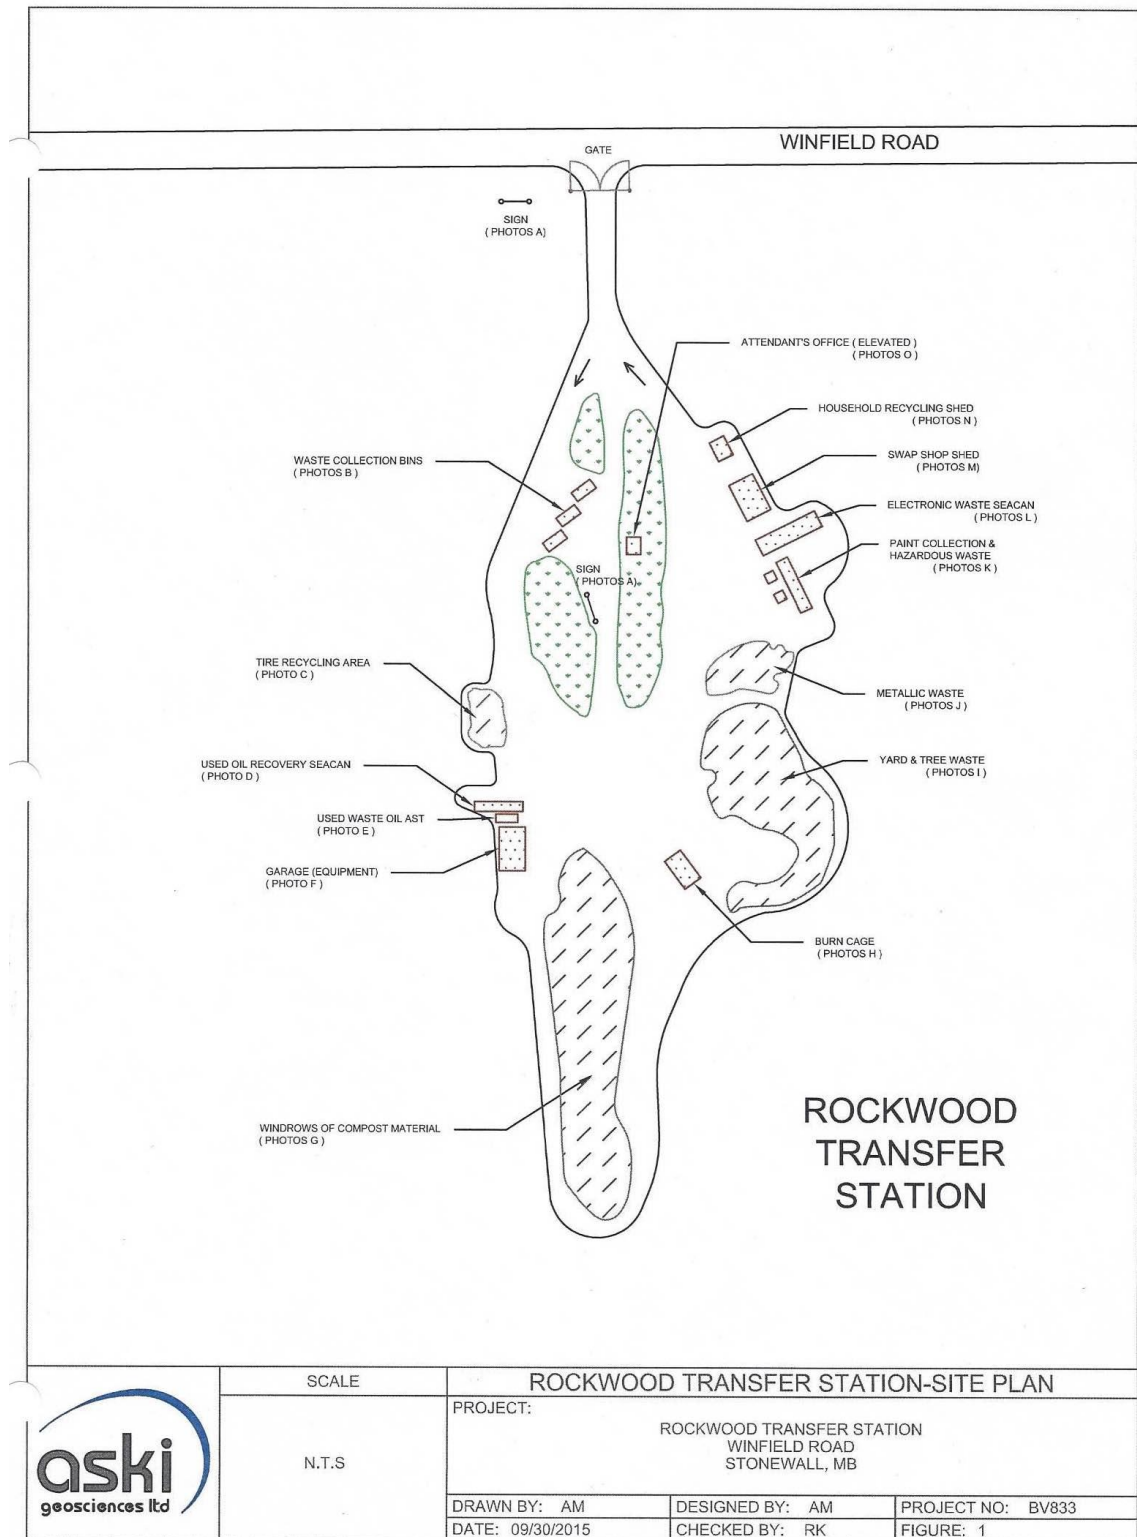 WINFIELD ROAD
GATE
SIGN
( PHOTOS A)
ATTENDANT'S OFFICE ( ELEVATED )
( PHOTOS O )
HOUSEHOLD RECYCLING SHED
( PHOTOS N )
WASTE COLLECTION BINS
( PHOTOS B )
SWAP SHOP SHED
( PHOTOS M)
ELECTRONIC WASTE SEACAN
( PHOTOS L )
PAINT COLLECTION &
HAZARDOUS WASTE
( PHOTOS K )
SIGN
( PHOTOS A)
TIRE RECYCLING AREA
( PHOTO C )
METALLIC WASTE
( PHOTOS J )
USED OIL RECOVERY SEACAN
( PHOTO D )
YARD & TREE WASTE
( PHOTOS I )
USED WASTE OIL AST
( PHOTO E )
GARAGE (EQUIPMENT)
( PHOTO F )
BURN CAGE
( PHOTOS H )
WINDROWS OF COMPOST MATERIAL
( PHOTOS G )
ROCKWOOD
TRANSFER
STATION
aski
geosciences ltd
SCALE
N.T.S
ROCKWOOD TRANSFER STATION-SITE PLAN
PROJECT:
ROCKWOOD TRANSFER STATION
WINFIELD ROAD
STONEWALL, MB
DRAWN BY: AM
DESIGNED BY: AM
PROJECT NO: BV833
DATE: 09/30/2015
CHECKED BY: RK
FIGURE: 1